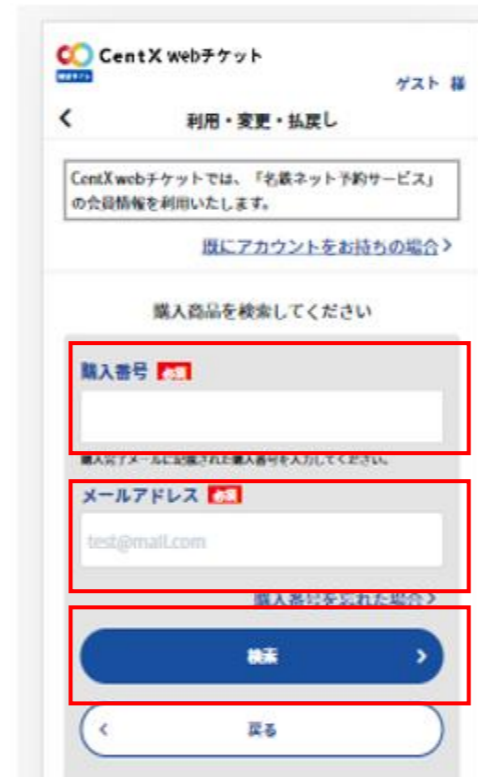 CentX webチケット
ゲスト 様
利用・変更・払戻し
CentX webチケットでは、「名鉄ネット予約サービス」
の会員情報を利用いたします。
既にアカウントをお持ちの場合
購入商品を検索してください
購入番号 必須
購入完了メールに記載された購入番号を入力してください。
メールアドレス 必須
test@mail.com
購入番号を忘れた場合
検索
戻る